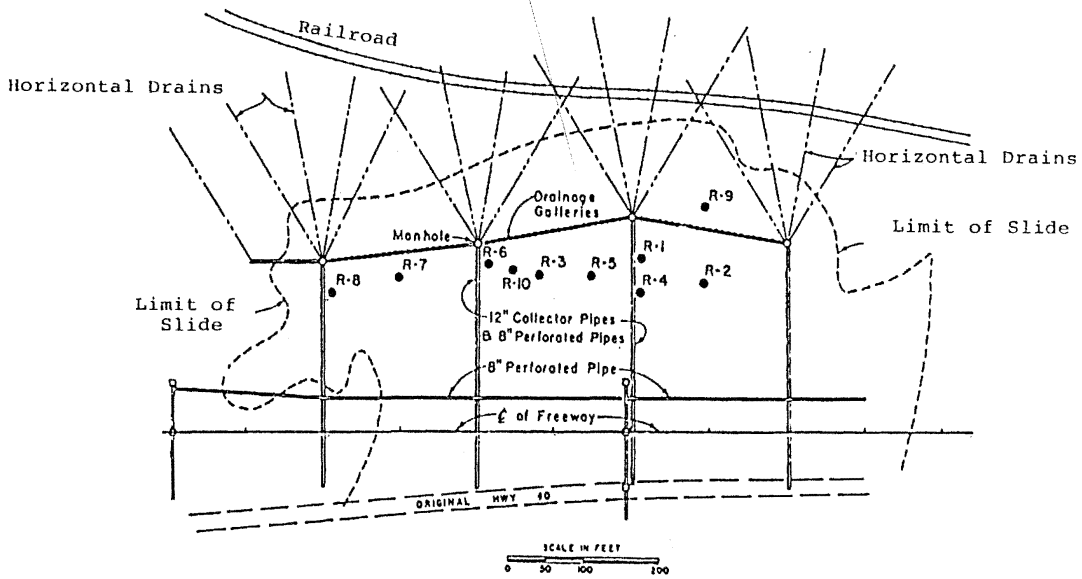 Railroad
Horizontal Drains
Horizontal Drains
R-9
Drainage
Galleries
Limit of Slide
Manhole
R-1
R-6
R-7
R-3
R-5
R-10
R-2
R-8
R-4
Limit of
Slide
12" Collector Pipes
& 8" Perforated Pipes
8" Perforated Pipe
℄ of Freeway
ORIGINAL HWY 40
SCALE IN FEET
0 50 100 200